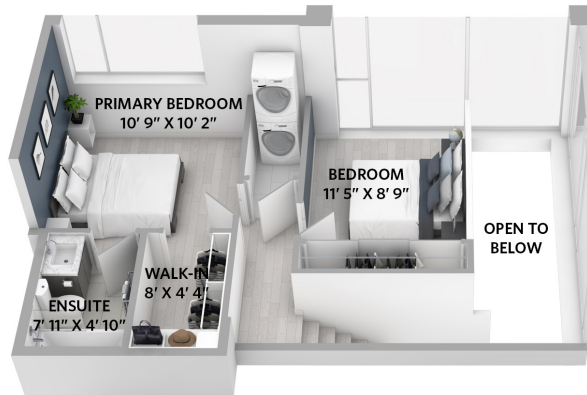 PRIMARY BEDROOM
10' 9" X 10' 2"
BEDROOM
11' 5" X 8' 9"
OPEN TO
BELOW
WALK-IN
8' X 4' 4"
ENSUITE
7' 11" X 4' 10"